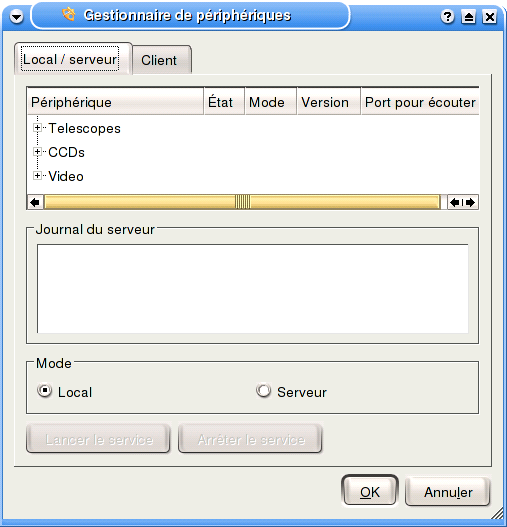 Gestionnaire de périphériques
Local / serveur Client
Périphérique État Mode Version Port pour écouter
Telescopes
CCDs
Video
Journal du serveur
Mode
Local Serveur
Lancer le service Arrêter le service
OK Annuler